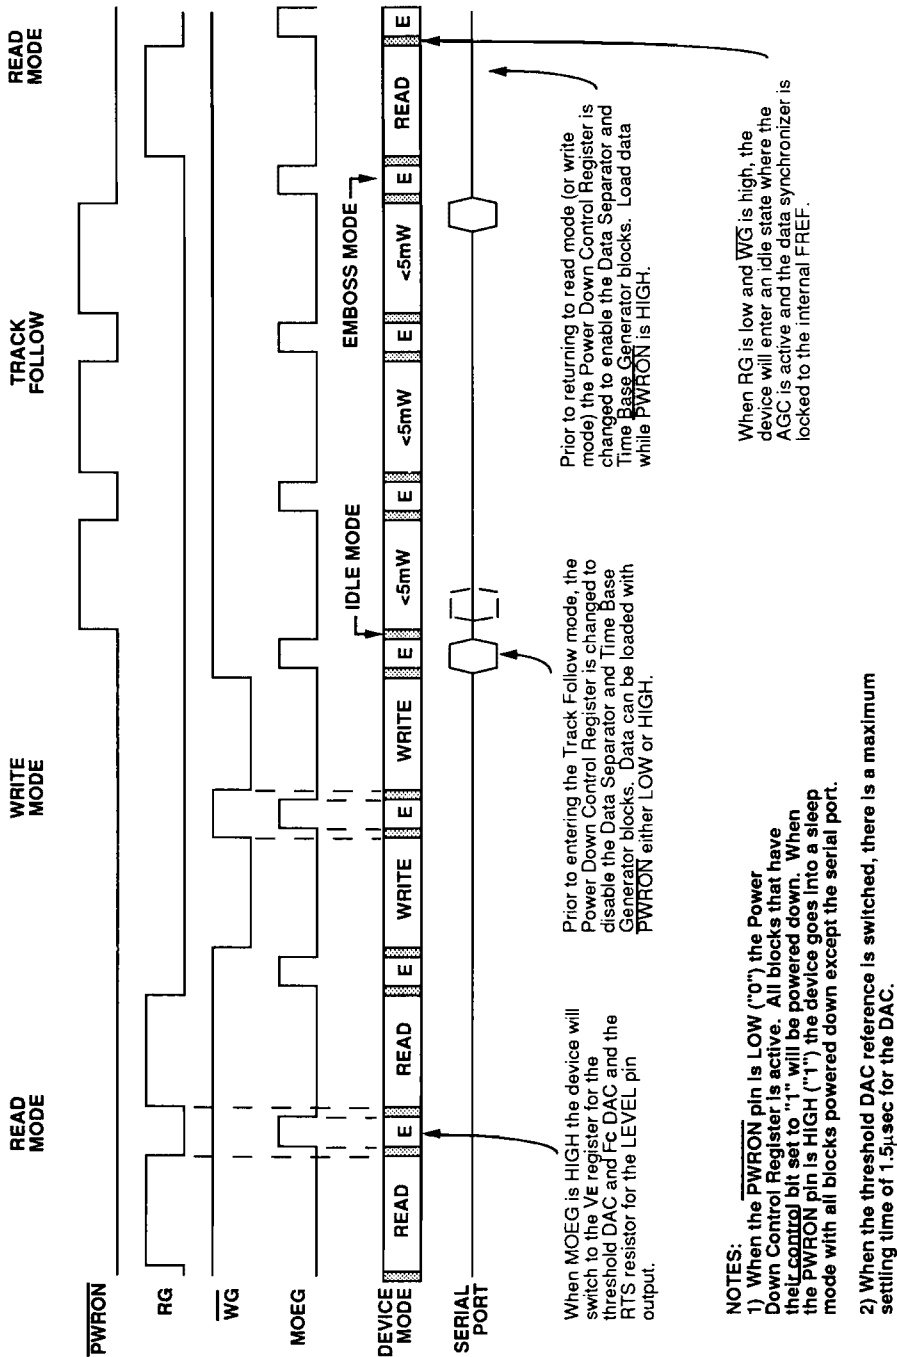 READ
MODE
WRITE
MODE
TRACK
FOLLOW
READ
MODE
PWRON
RG
WG
MOEG
IDLE MODE
EMBOSS MODE
DEVICE
MODE
READ
E
READ
E
WRITE
E
WRITE
E
<5mW
E
<5mW
E
<5mW
E
READ
E
SERIAL
PORT
When MOEG is HIGH the device will
switch to the VE register for the
threshold DAC and Fc DAC and the
RTS resistor for the LEVEL pin
output.
Prior to entering the Track Follow mode, the
Power Down Control Register is changed to
disable the Data Separator and Time Base
Generator blocks. Data can be loaded with
PWRON either LOW or HIGH.
Prior to returning to read mode (or write
mode) the Power Down Control Register is
changed to enable the Data Separator and
Time Base Generator blocks. Load data
while PWRON is HIGH.
When RG is low and WG is high, the
device will enter an idle state where the
AGC is active and the data synchronizer is
locked to the internal FREF.
NOTES:
1) When the PWRON pin is LOW ("0") the Power
Down Control Register is active. All blocks that have
their control bit set to "1" will be powered down. When
the PWRON pin is HIGH ("1") the device goes into a sleep
mode with all blocks powered down except the serial port.
2) When the threshold DAC reference is switched, there is a maximum
settling time of 1.5µsec for the DAC.